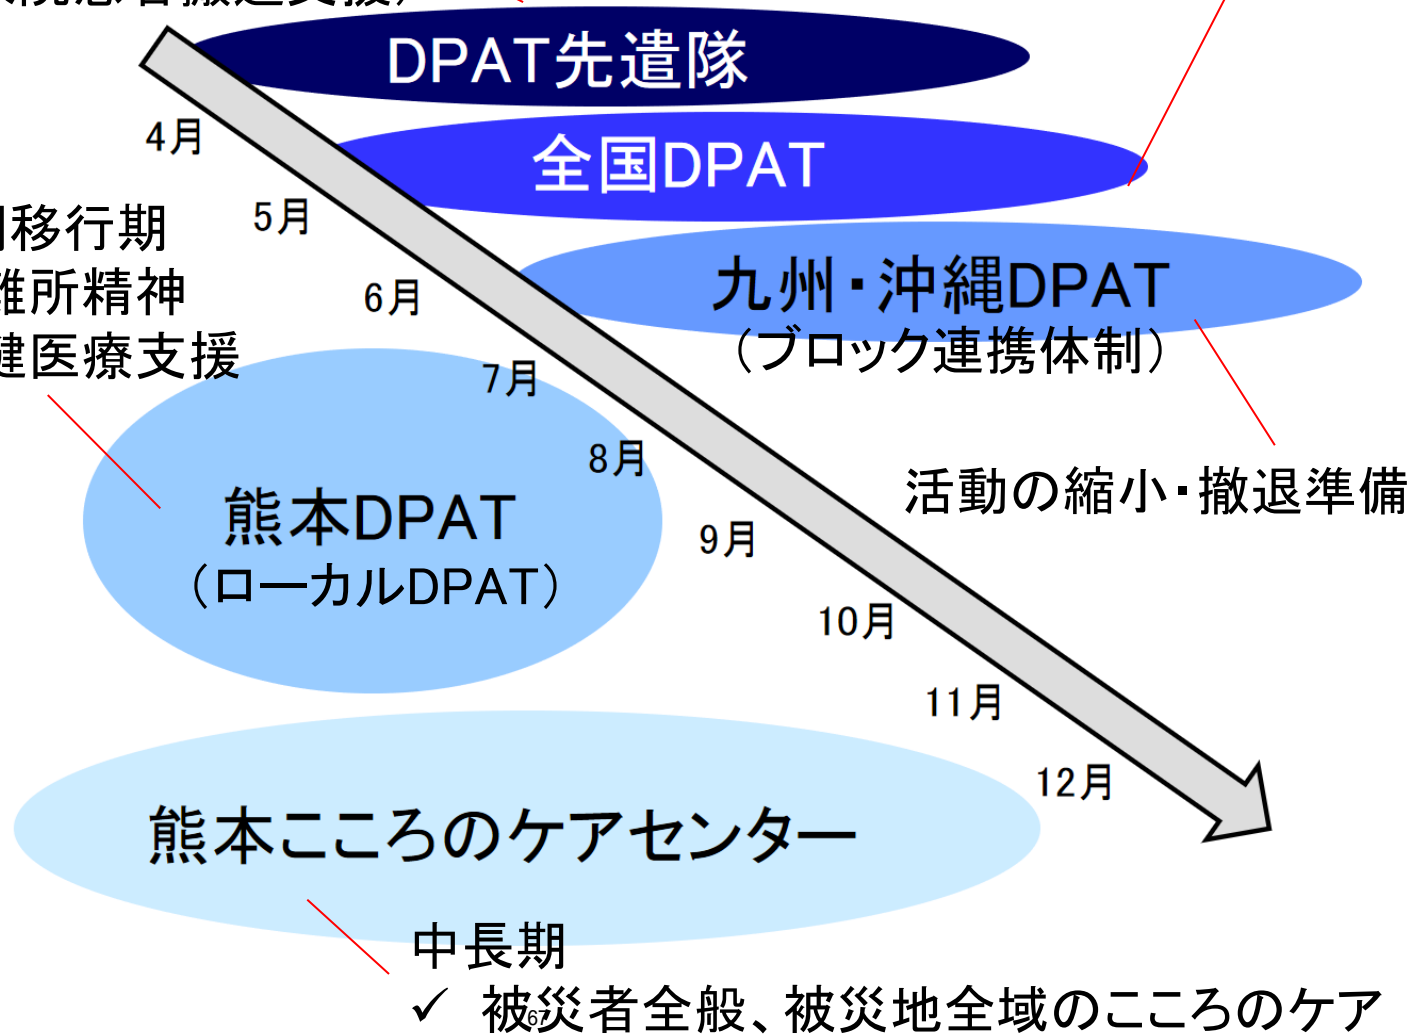 DPAT先遣隊
4月
全国DPAT
5月
移行期
九州・沖縄DPAT
（ブロック連携体制）
6月
難所精神
健医療支援
7月
8月
活動の縮小・撤退準備
熊本DPAT
（ローカルDPAT）
9月
10月
11月
12月
熊本こころのケアセンター
中長期
✓ 被災者全般、被災地全域のこころのケア
67